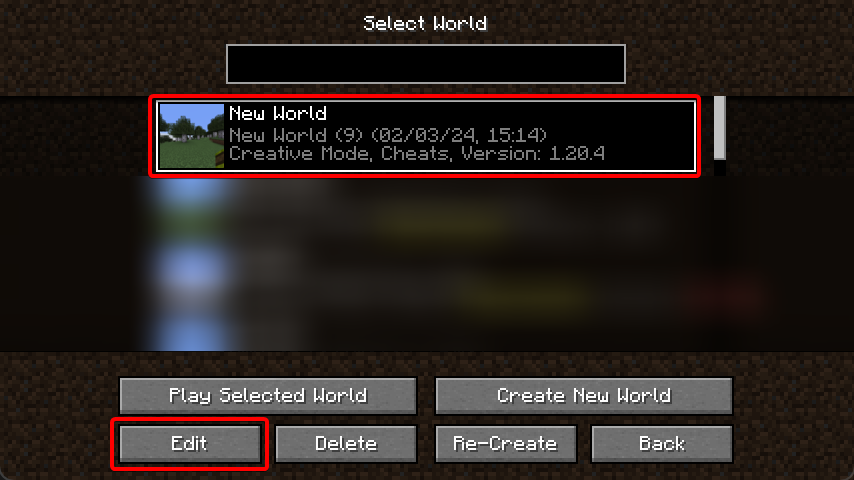 Select World
New World
New World (9) (02/03/24, 15:14)
Creative Mode, Cheats, Version: 1.20.4
Play Selected World
Create New World
Edit
Delete
Re-Create
Back